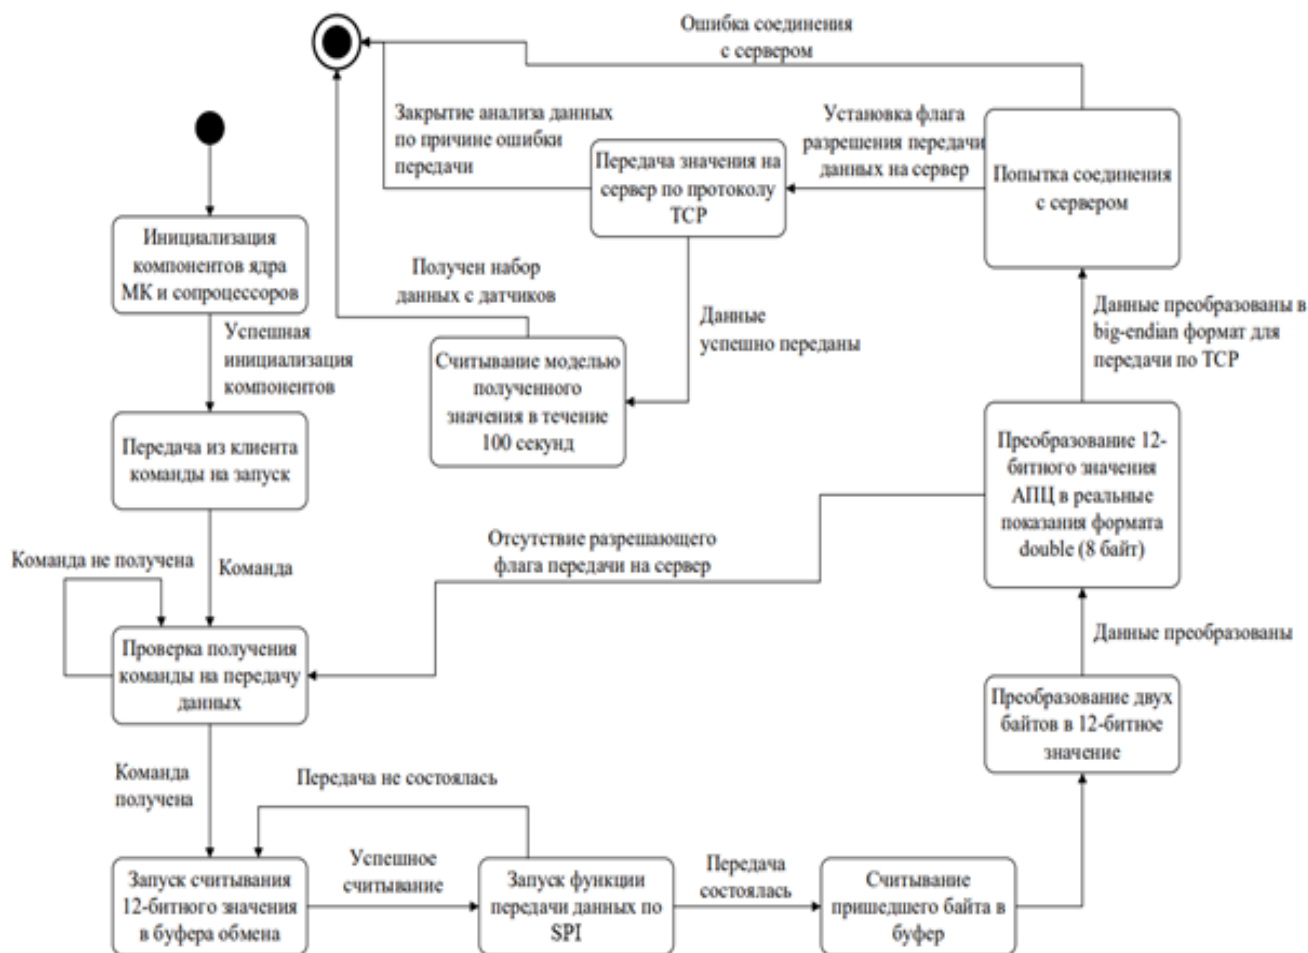 Ошибка соединения
с сервером
Закрытие анализа данных
по причине ошибки
передачи
Установка флага
разрешения передачи
данных на сервер
Передача значения на
сервер по протоколу
TCP
Попытка соединения
с сервером
Инициализация
компонентов ядра
МК и сопроцессоров
Получен набор
данных с датчиков
Данные
успешно переданы
Данные преобразованы в
big-endian формат для
передачи по TCP
Успешная
инициализация
компонентов
Считывание моделью
полученного
значения в течение
100 секунд
Передача из клиента
команды на запуск
Преобразование 12-
битного значения
АПЦ в реальные
показания формата
double (8 байт)
Команда не получена
Команда
Отсутствие разрешающего
флага передачи на сервер
Проверка получения
команды на передачу
данных
Данные преобразованы
Преобразование двух
байтов в 12-битное
значение
Команда
получена
Передача не состоялась
Запуск считывания
12-битного значения
в буфера обмена
Успешное
считывание
Запуск функции
передачи данных по
SPI
Передача
состоялась
Считывание
пришедшего байта в
буфер